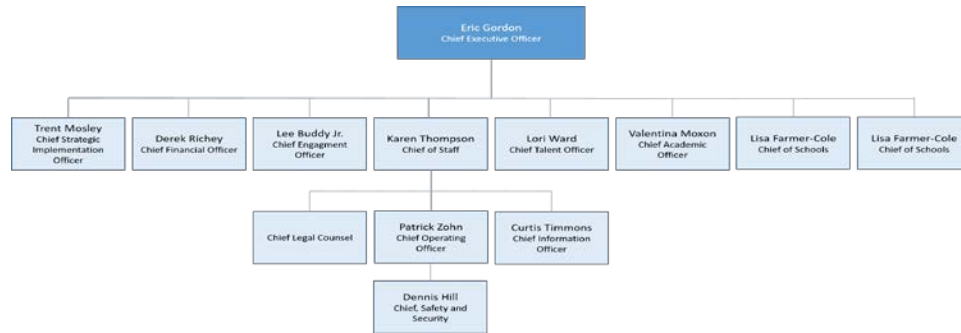 Eric Gordon
Chief Executive Officer
Trent Mosley
Chief Strategic
Implementation
Officer
Derek Richey
Chief Financial Officer
Lee Buddy Jr.
Chief Engagment
Officer
Karen Thompson
Chief of Staff
Lori Ward
Chief Talent Officer
Valentina Moxon
Chief Academic
Officer
Lisa Farmer-Cole
Chief of Schools
Lisa Farmer-Cole
Chief of Schools
Chief Legal Counsel
Patrick Zohn
Chief Operating
Officer
Curtis Timmons
Chief Information
Officer
Dennis Hill
Chief, Safety and
Security